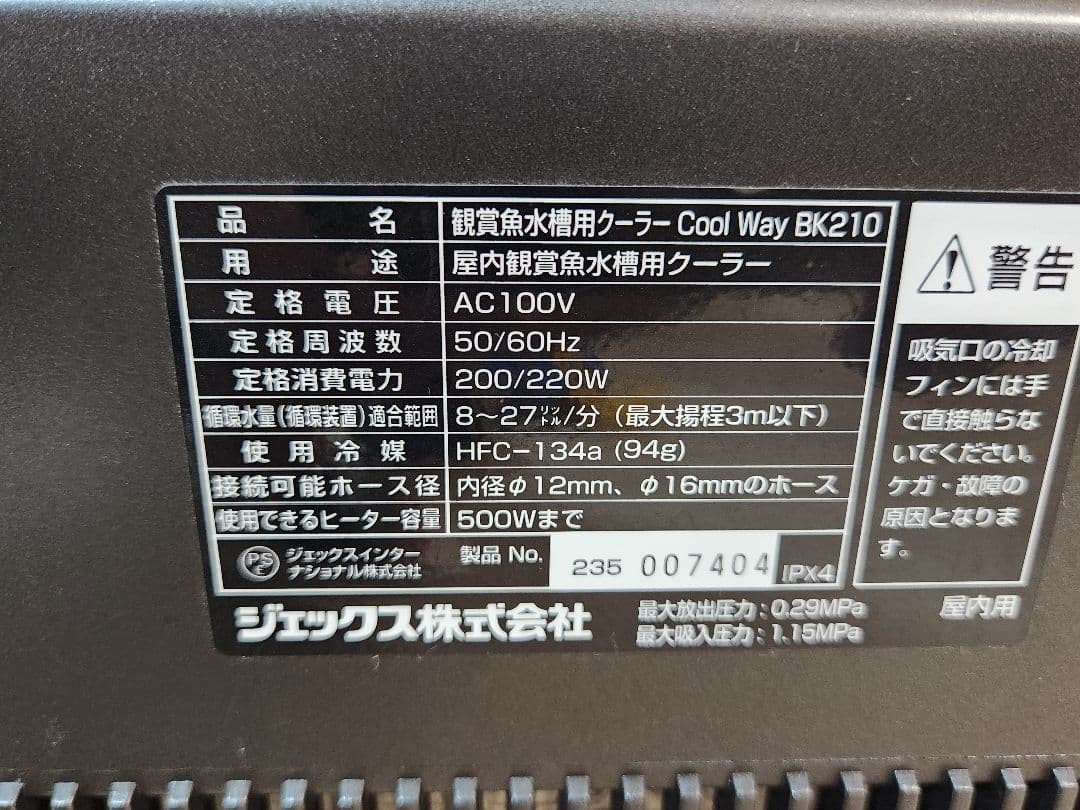 品名 観賞魚水槽用クーラー Cool Way BK210
用途 屋内観賞魚水槽用クーラー
定格電圧 AC100V
定格周波数 50/60Hz
定格消費電力 200/220W
循環水量(循環装置)適合範囲 8～27㍑/分(最大揚程3m以下)
使用冷媒 HFC-134a (94g)
接続可能ホース径 内径φ12mm、φ16mmのホース
使用できるヒーター容量 500Wまで
PSE ジェックスインター
ナショナル株式会社
製品 No. 235 007404 IPX4
ジェックス株式会社
最大放出圧力:0.29MPa
最大吸入圧力:1.15MPa
警告
吸気口の冷却
フィンには手
で直接触らな
いでください。
ケガ・故障の
原因となりま
す。
屋内用